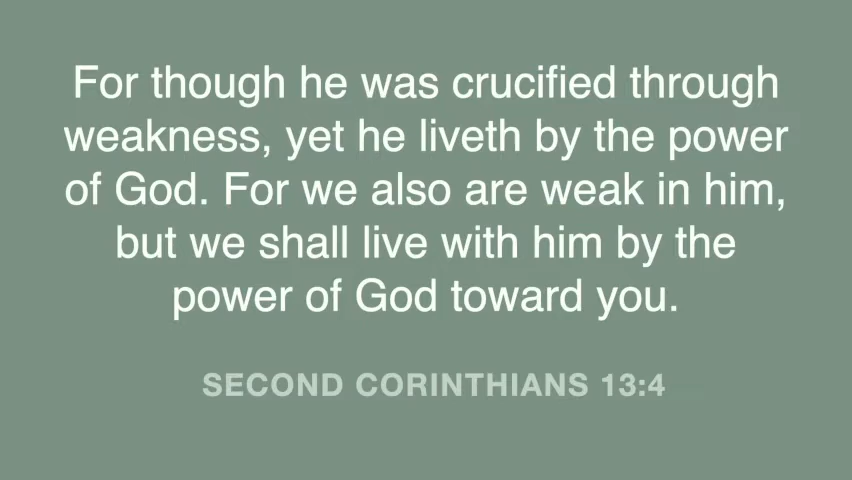 For though he was crucified through
weakness, yet he liveth by the power
of God. For we also are weak in him,
but we shall live with him by the
power of God toward you.
SECOND CORINTHIANS 13:4